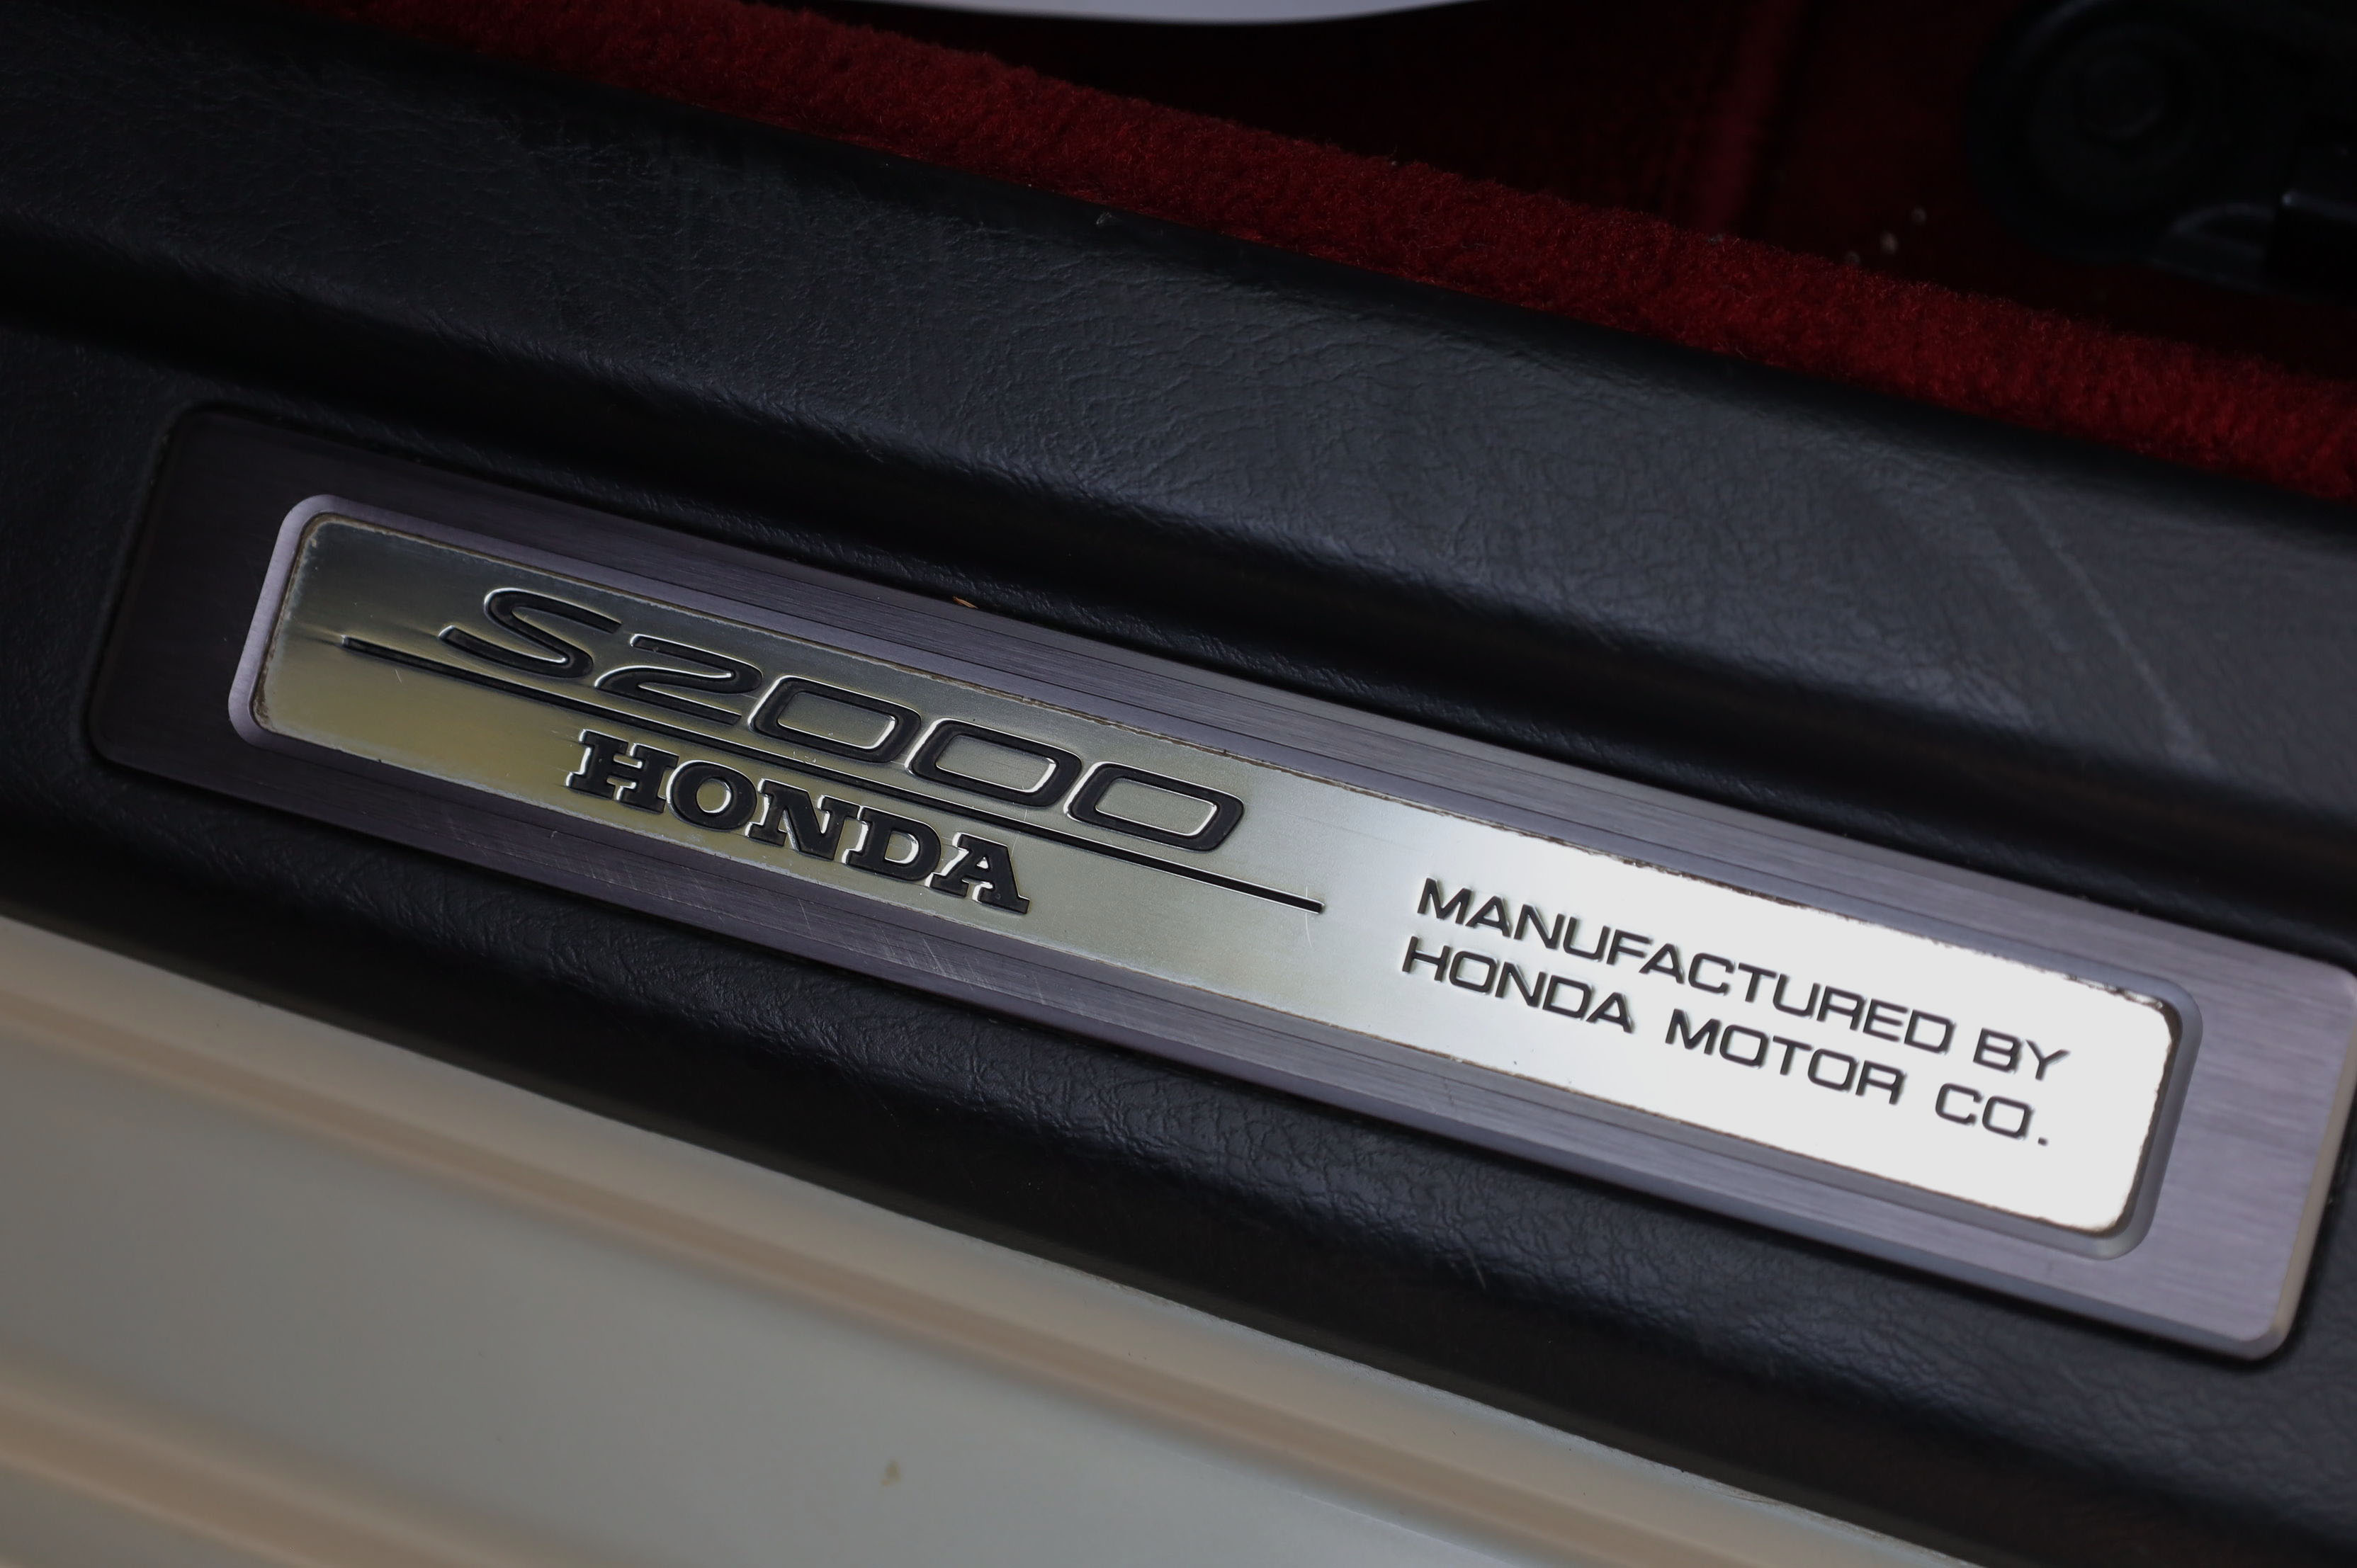 S2000
HONDA
MANUFACTURED BY
HONDA MOTOR CO.